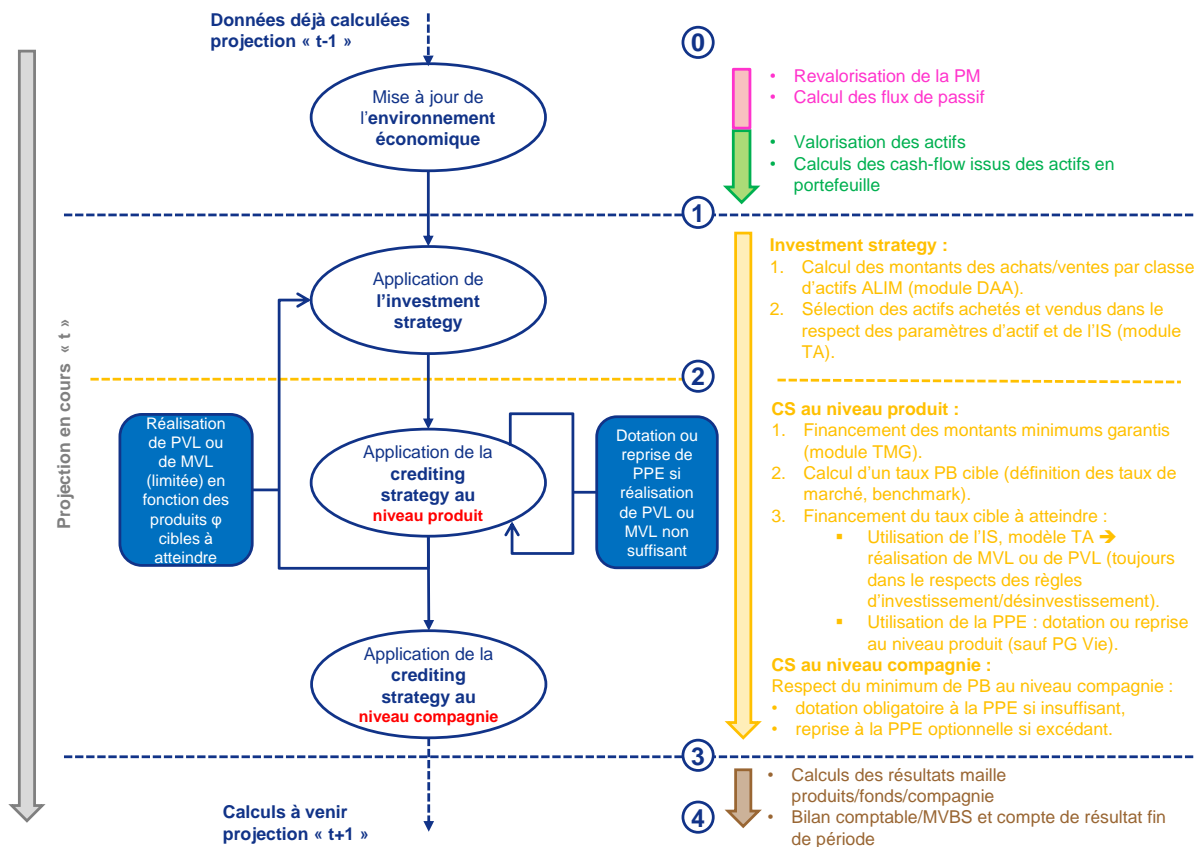 Données déjà calculées
projection « t-1 »
0
Mise à jour de
l'environnement
économique
• Revalorisation de la PM
• Calcul des flux de passif
• Valorisation des actifs
• Calculs des cash-flow issus des actifs en
portefeuille
1
Projection en cours « t »
Application de
l'investment
strategy
Investment strategy :
1. Calcul des montants des achats/ventes par classe
d'actifs ALIM (module DAA).
2. Sélection des actifs achetés et vendus dans le
respect des paramètres d'actif et de l'IS (module
TA).
2
Réalisation
de PVL ou
de MVL
(limitée) en
fonction des
produits φ
cibles à
atteindre
Application de la
crediting
strategy au
niveau produit
Dotation ou
reprise de
PPE si
réalisation
de PVL ou
MVL non
suffisant
CS au niveau produit :
1. Financement des montants minimums garantis
(module TMG).
2. Calcul d'un taux PB cible (définition des taux de
marché, benchmark).
3. Financement du taux cible à atteindre :
▪ Utilisation de l'IS, modèle TA ➔
réalisation de MVL ou de PVL (toujours
dans le respects des règles
d'investissement/désinvestissement).
▪ Utilisation de la PPE : dotation ou reprise
au niveau produit (sauf PG Vie).
Application de la
crediting
strategy au
niveau compagnie
CS au niveau compagnie :
Respect du minimum de PB au niveau compagnie :
• dotation obligatoire à la PPE si insuffisant,
• reprise à la PPE optionnelle si excédant.
3
Calculs à venir
projection « t+1 »
4
• Calculs des résultats maille
produits/fonds/compagnie
• Bilan comptable/MVBS et compte de résultat fin
de période